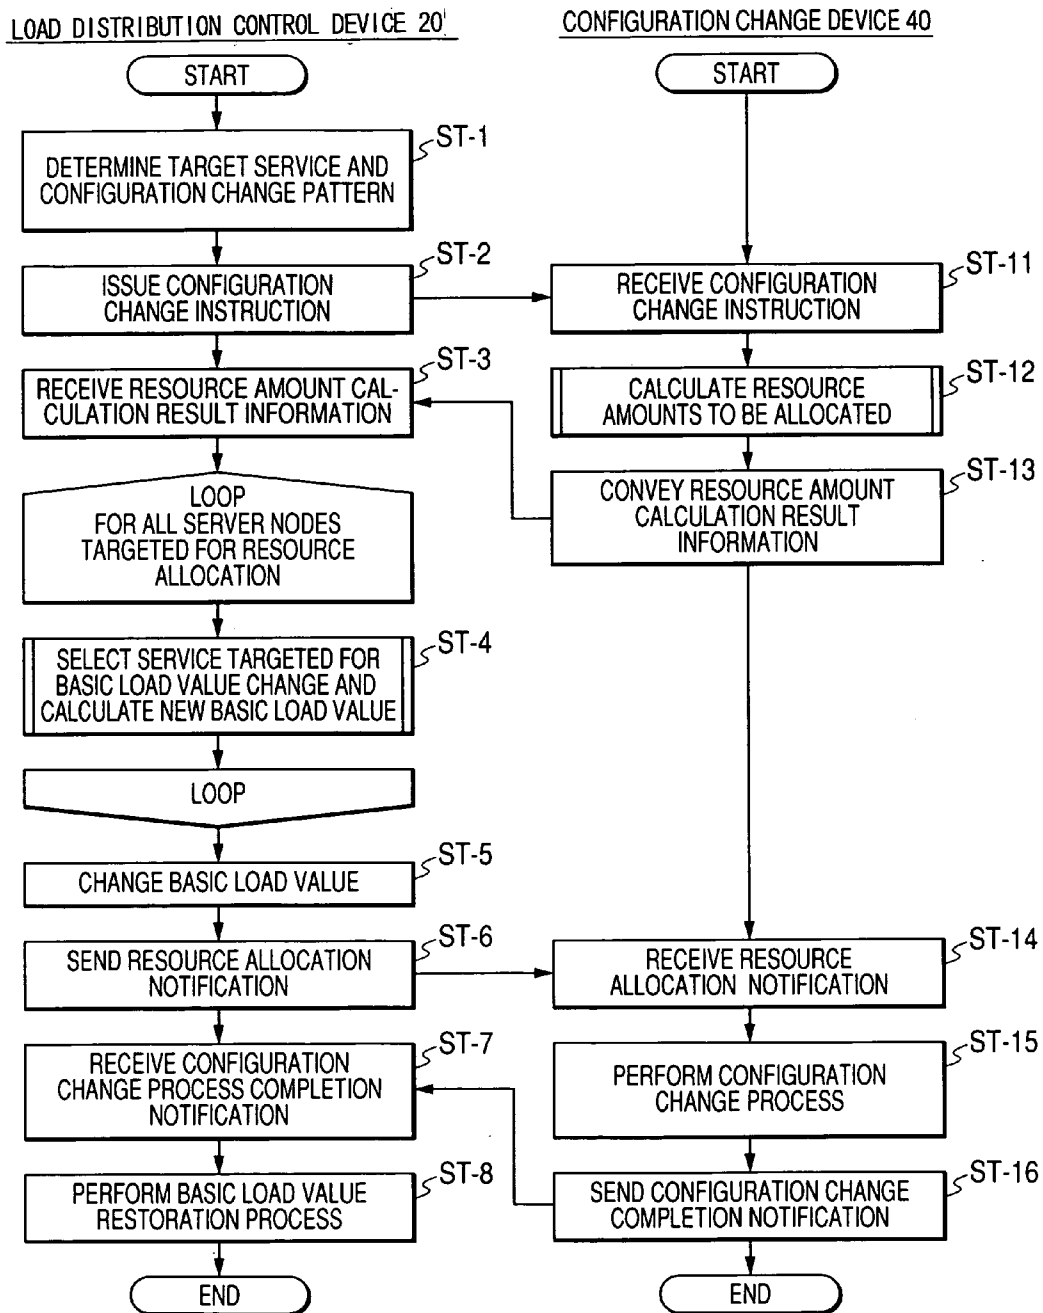 LOAD DISTRIBUTION CONTROL DEVICE 20'
START
ST-1
DETERMINE TARGET SERVICE AND
CONFIGURATION CHANGE PATTERN
ST-2
ISSUE CONFIGURATION
CHANGE INSTRUCTION
ST-3
RECEIVE RESOURCE AMOUNT CAL-
CULATION RESULT INFORMATION
LOOP
FOR ALL SERVER NODES
TARGETED FOR RESOURCE
ALLOCATION
ST-4
SELECT SERVICE TARGETED FOR
BASIC LOAD VALUE CHANGE AND
CALCULATE NEW BASIC LOAD VALUE
LOOP
ST-5
CHANGE BASIC LOAD VALUE
ST-6
SEND RESOURCE ALLOCATION
NOTIFICATION
ST-7
RECEIVE CONFIGURATION
CHANGE PROCESS COMPLETION
NOTIFICATION
ST-8
PERFORM BASIC LOAD VALUE
RESTORATION PROCESS
END
CONFIGURATION CHANGE DEVICE 40
START
ST-11
RECEIVE CONFIGURATION
CHANGE INSTRUCTION
ST-12
CALCULATE RESOURCE
AMOUNTS TO BE ALLOCATED
ST-13
CONVEY RESOURCE AMOUNT
CALCULATION RESULT
INFORMATION
ST-14
RECEIVE RESOURCE
ALLOCATION NOTIFICATION
ST-15
PERFORM CONFIGURATION
CHANGE PROCESS
ST-16
SEND CONFIGURATION CHANGE
COMPLETION NOTIFICATION
END